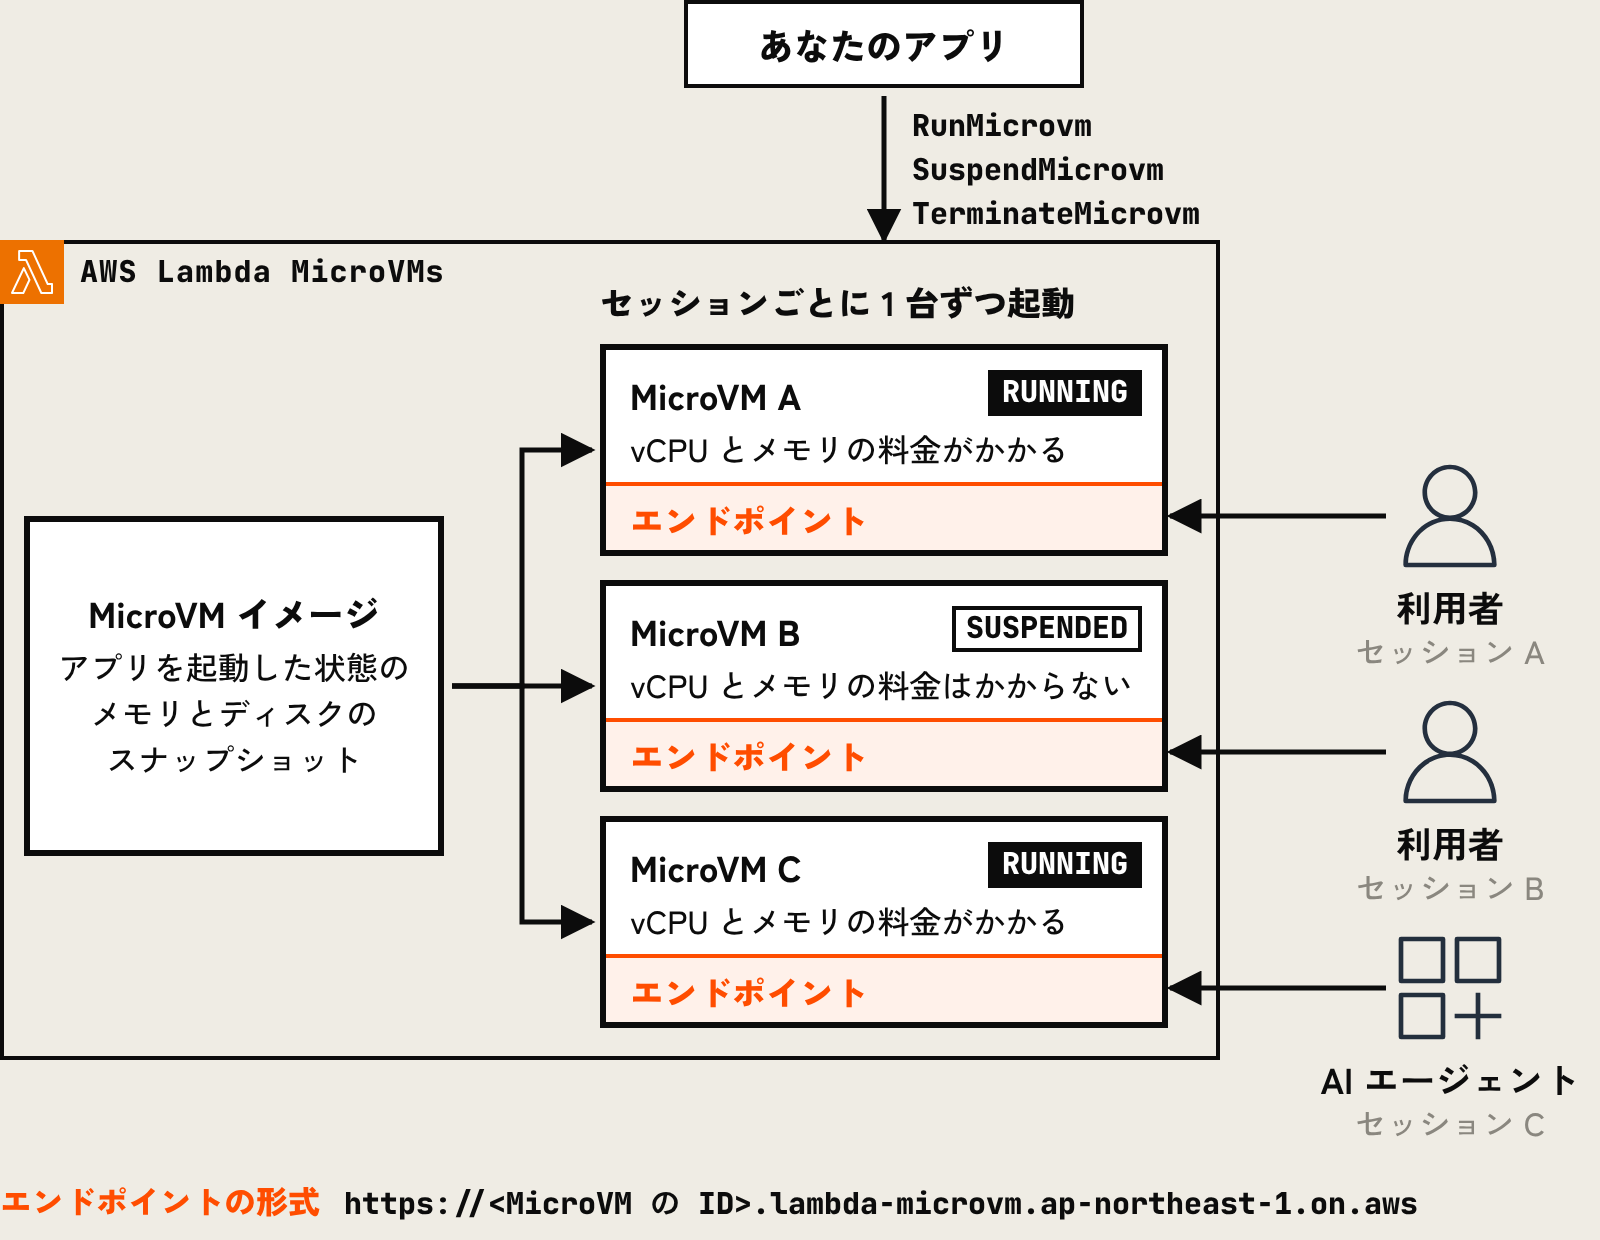 あなたのアプリ
RunMicrovm
SuspendMicrovm
TerminateMicrovm
AWS Lambda MicroVMs
セッションごとに 1 台ずつ起動
MicroVM A
RUNNING
vCPU とメモリの料金がかかる
エンドポイント
MicroVM イメージ
アプリを起動した状態の
メモリとディスクの
スナップショット
MicroVM B
SUSPENDED
vCPU とメモリの料金はかからない
エンドポイント
MicroVM C
RUNNING
vCPU とメモリの料金がかかる
エンドポイント
利用者
セッション A
利用者
セッション B
AI エージェント
セッション C
エンドポイントの形式 https://<MicroVM の ID>.lambda-microvm.ap-northeast-1.on.aws